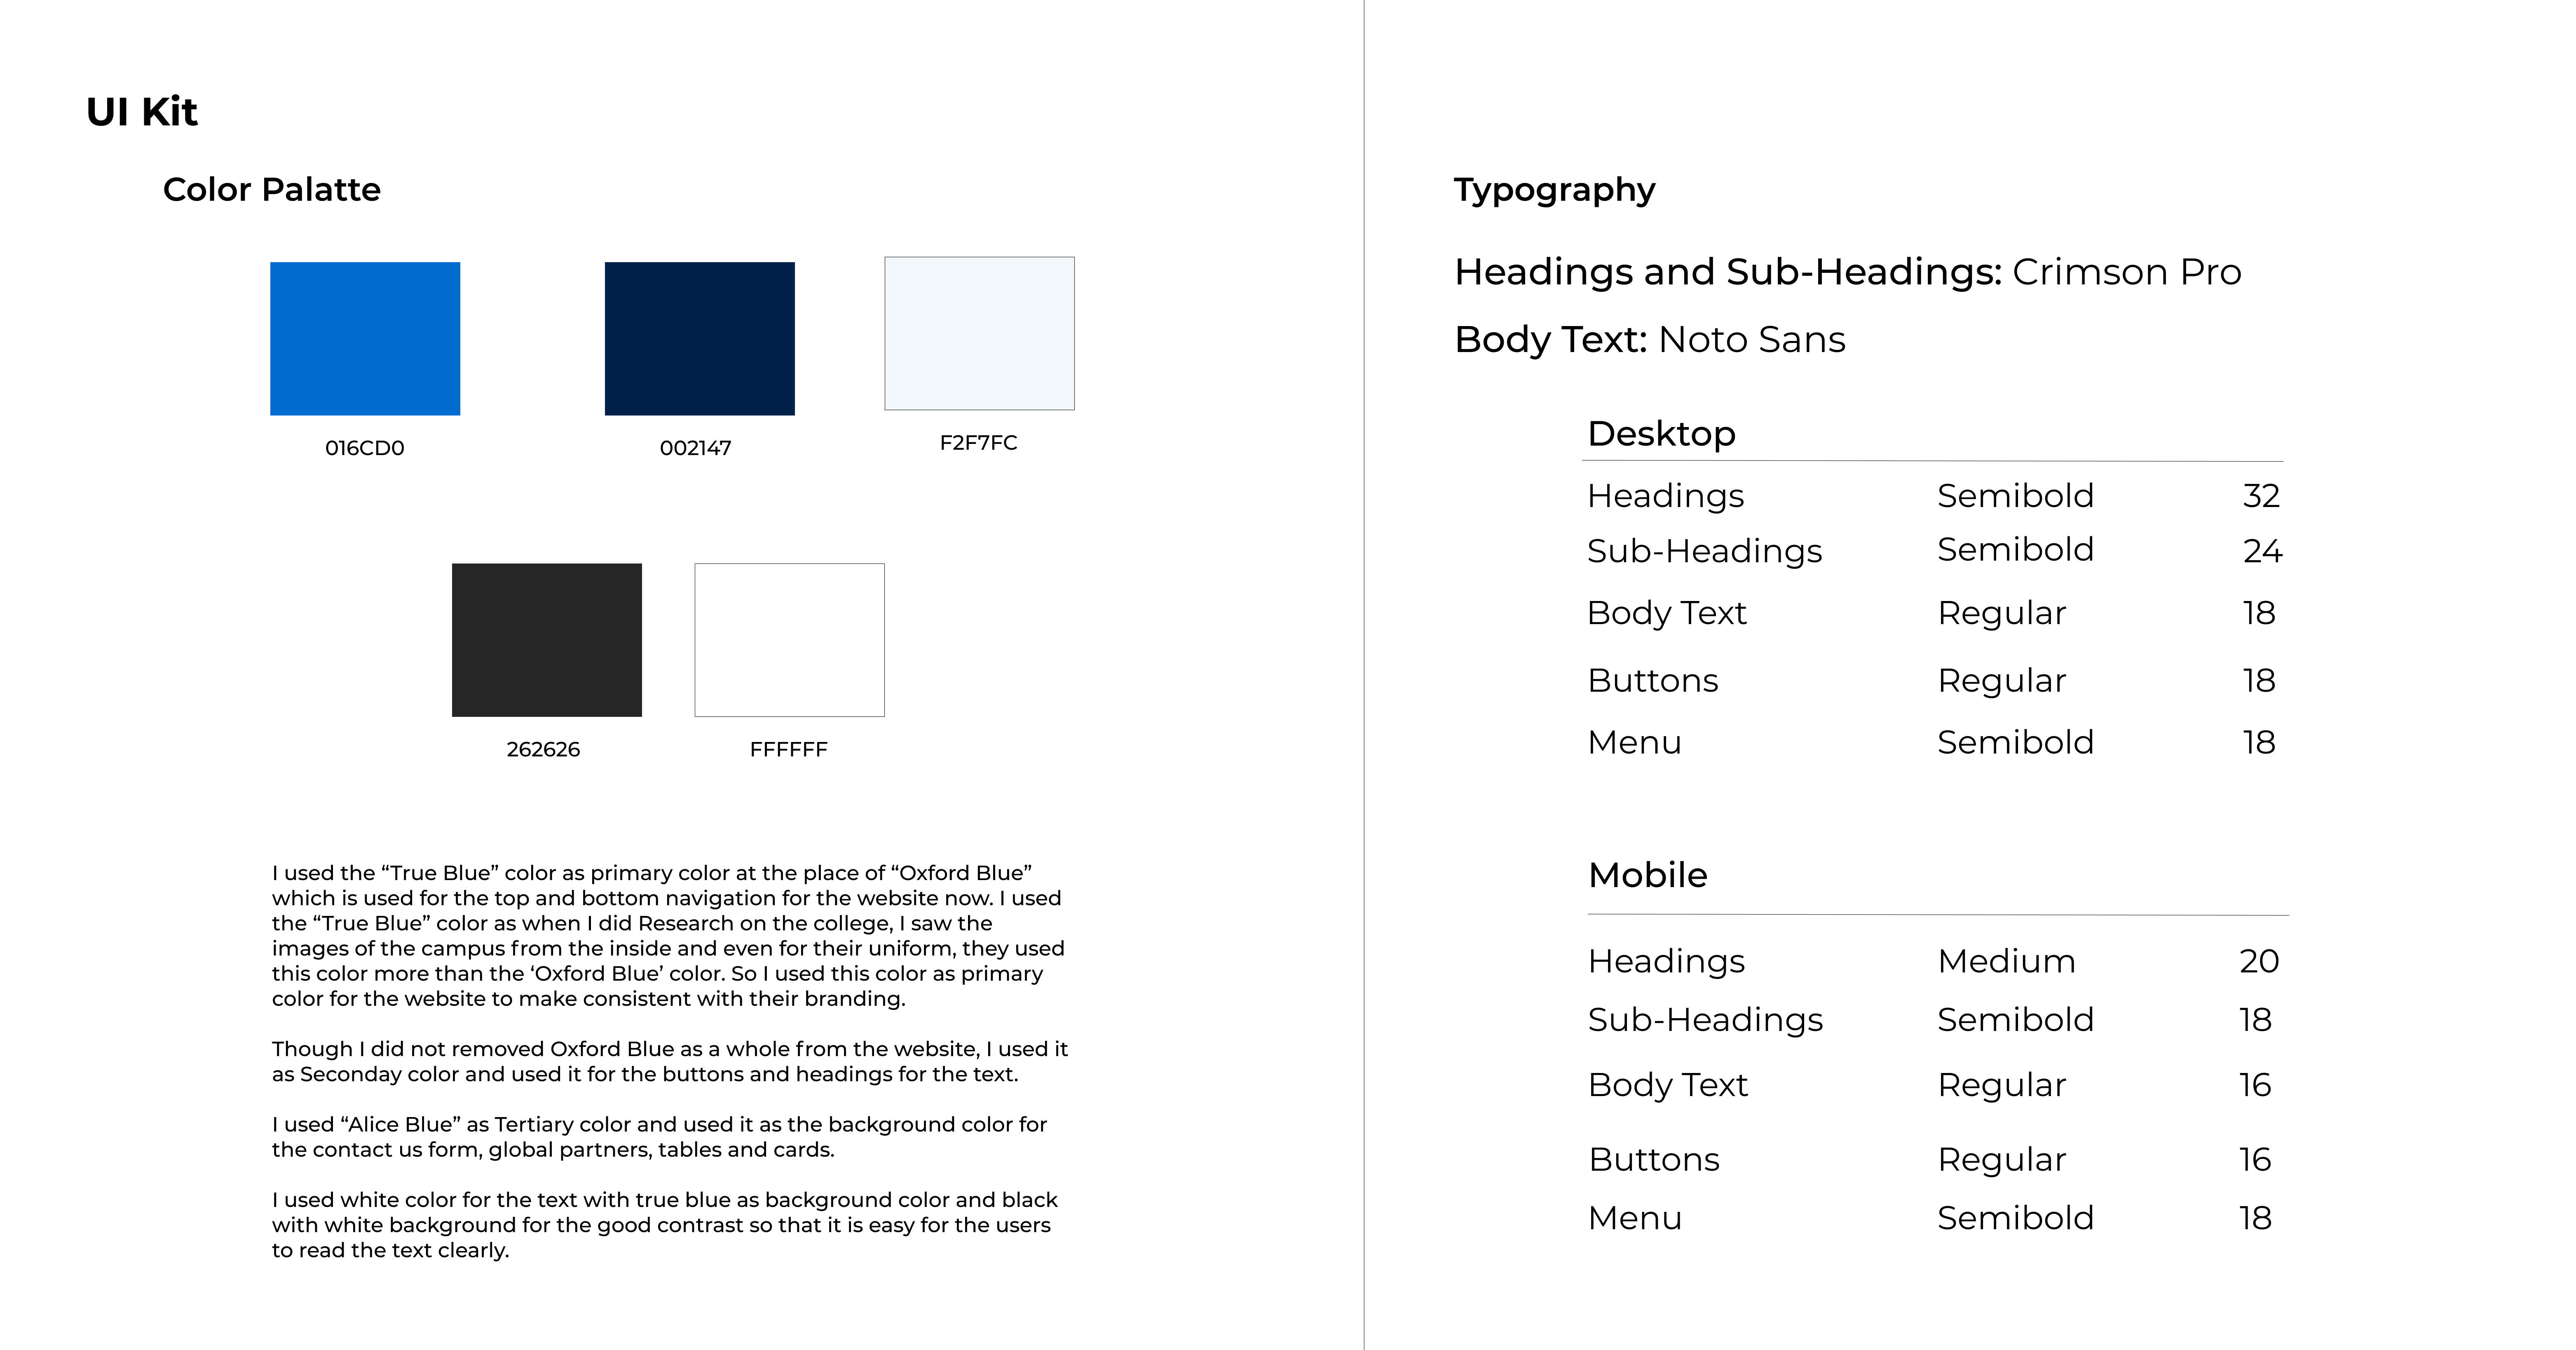 UI Kit
Color Palatte
016CD0
002147
F2F7FC
262626
FFFFFF
I used the “True Blue” color as primary color at the place of “Oxford Blue”
which is used for the top and bottom navigation for the website now. I used
the “True Blue” color as when I did Research on the college, I saw the
images of the campus from the inside and even for their uniform, they used
this color more than the ‘Oxford Blue’ color. So I used this color as primary
color for the website to make consistent with their branding.
Though I did not removed Oxford Blue as a whole from the website, I used it
as Seconday color and used it for the buttons and headings for the text.
I used “Alice Blue” as Tertiary color and used it as the background color for
the contact us form, global partners, tables and cards.
I used white color for the text with true blue as background color and black
with white background for the good contrast so that it is easy for the users
to read the text clearly.
Typography
Headings and Sub-Headings: Crimson Pro
Body Text: Noto Sans
Desktop
Headings Semibold 32
Sub-Headings Semibold 24
Body Text Regular 18
Buttons Regular 18
Menu Semibold 18
Mobile
Headings Medium 20
Sub-Headings Semibold 18
Body Text Regular 16
Buttons Regular 16
Menu Semibold 18